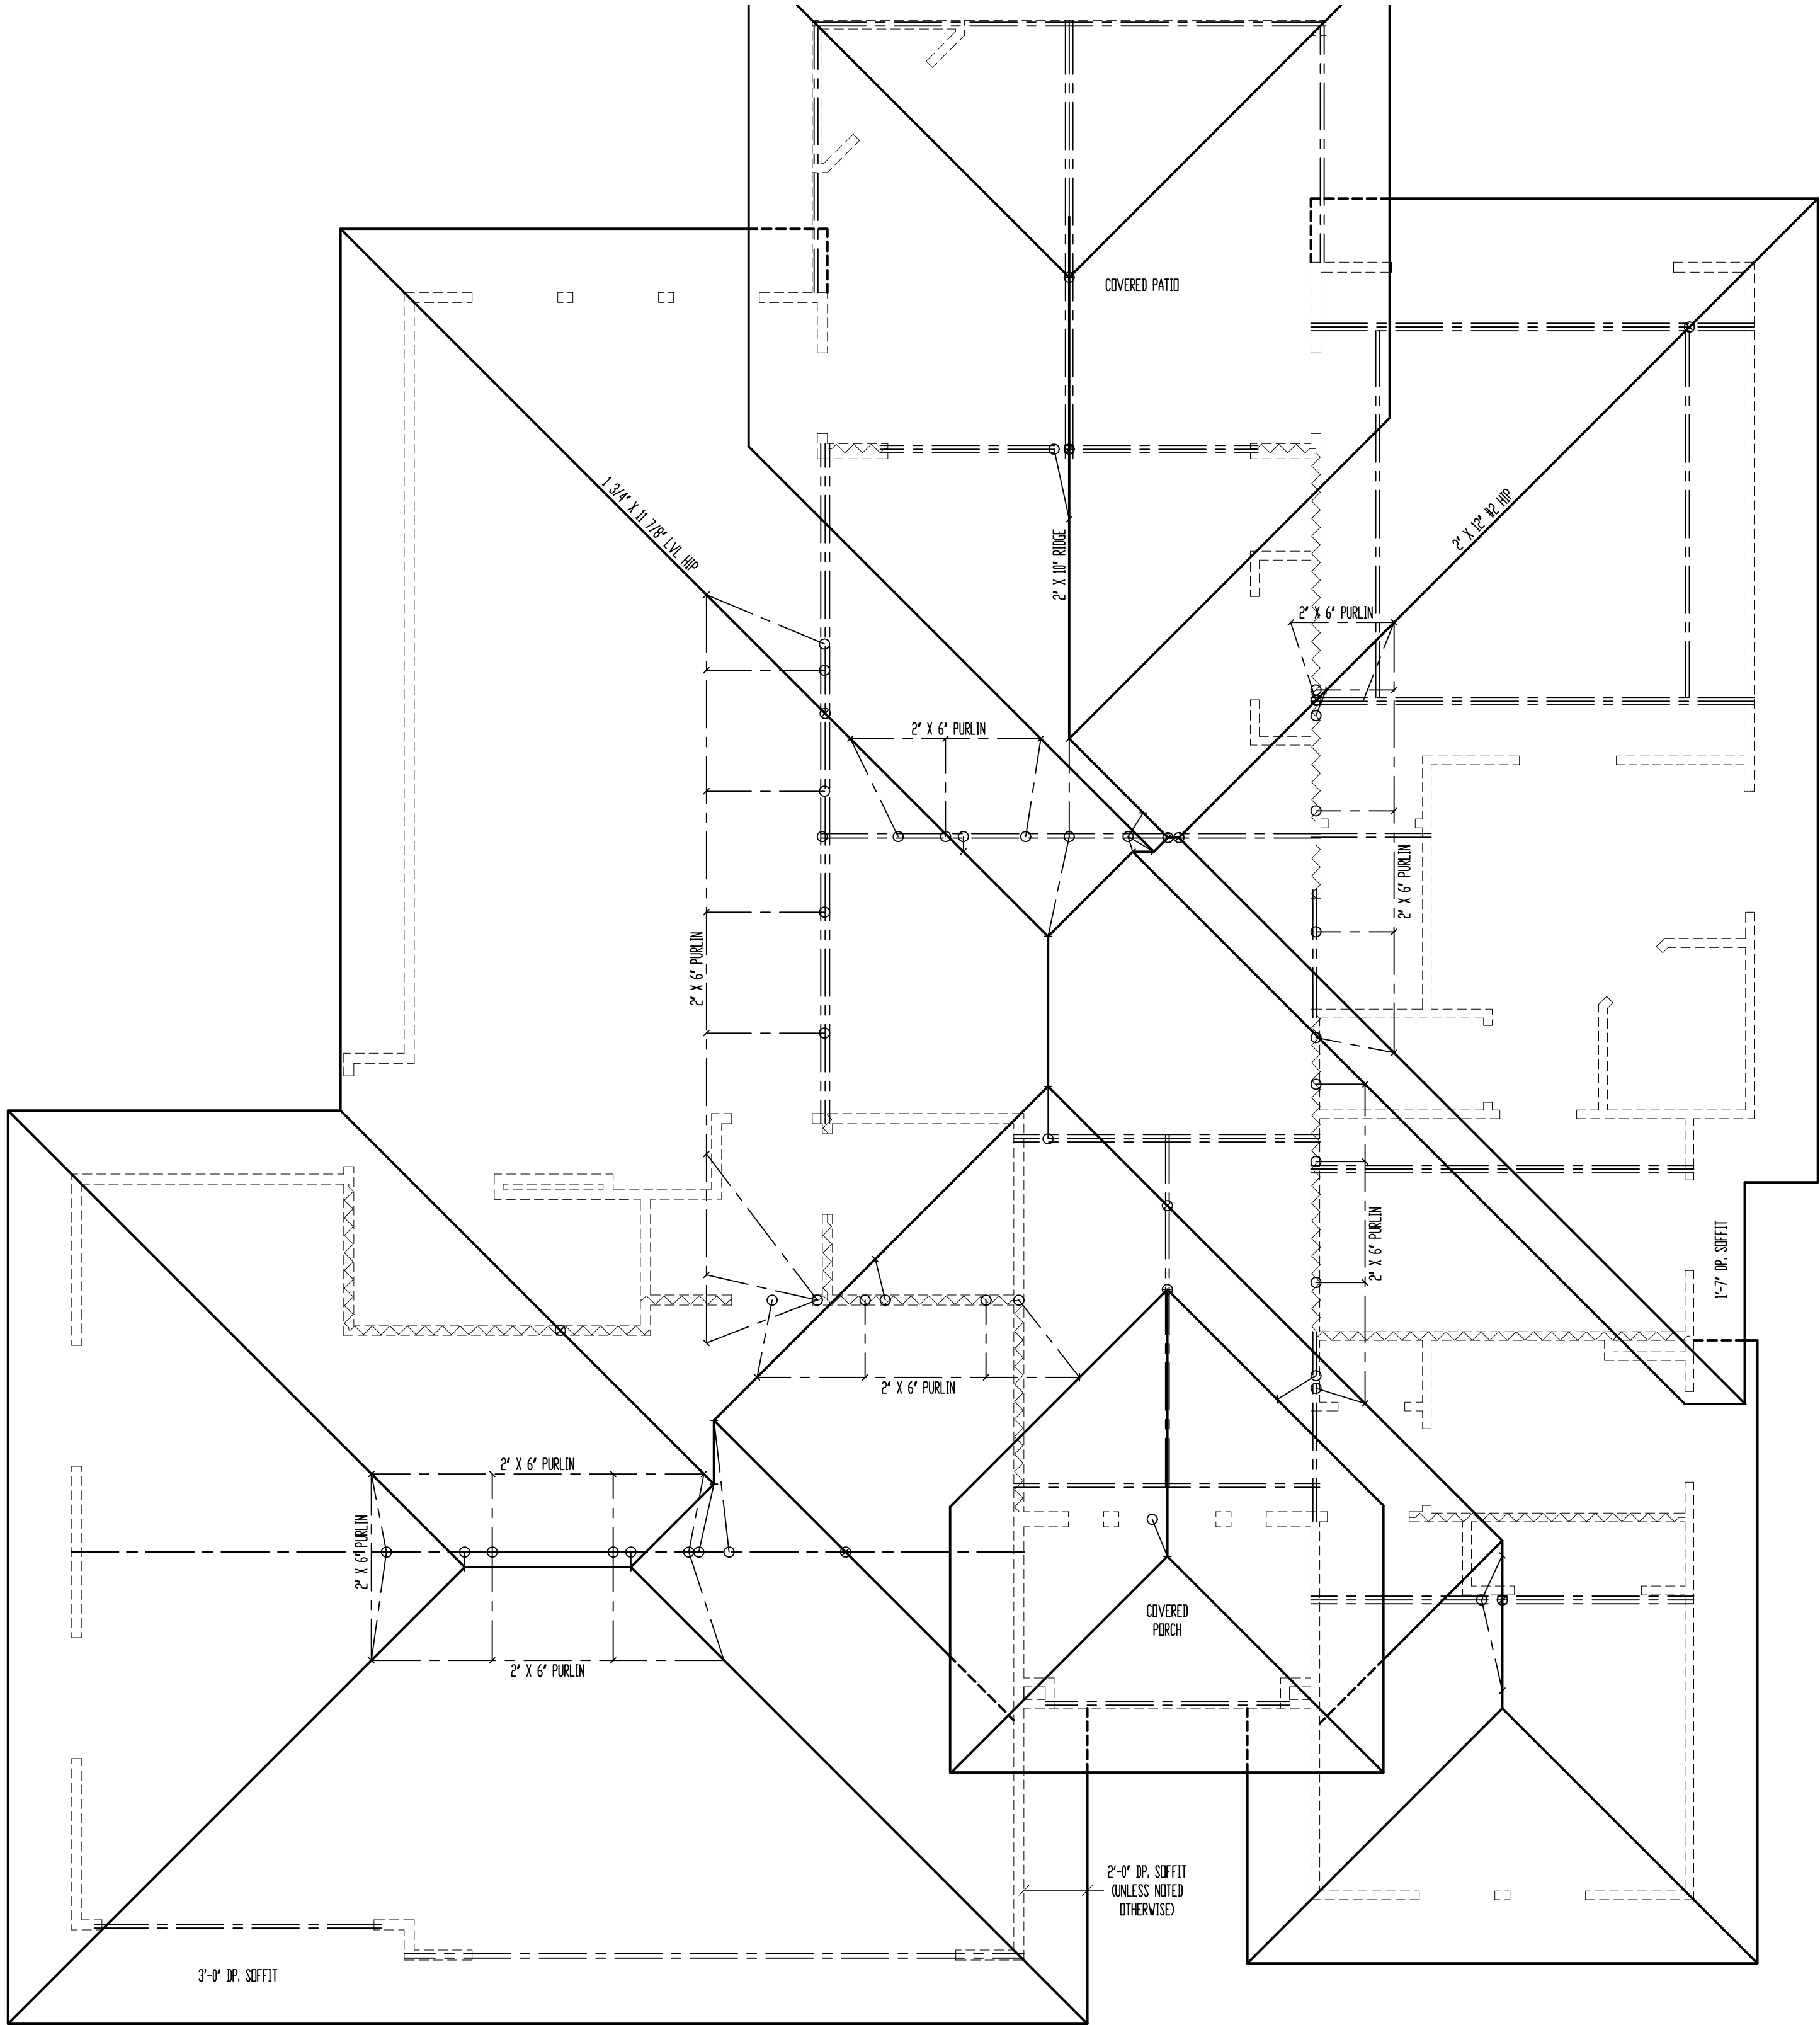 COVERED PATIO
1 3/4" X 11 7/8" LVL HIP
2" X 12" #2 HIP
2" X 10" RIDGE
2" X 6" PURLIN
2" X 6" PURLIN
2" X 6" PURLIN
2" X 6" PURLIN
2" X 6" PURLIN
1'-7" DP. SOFFIT
2" X 6" PURLIN
2" X 6" PURLIN
2" X 6" PURLIN
2" X 6" PURLIN
COVERED
PORCH
2'-0" DP. SOFFIT
(UNLESS NOTED
OTHERWISE)
3'-0" DP. SOFFIT